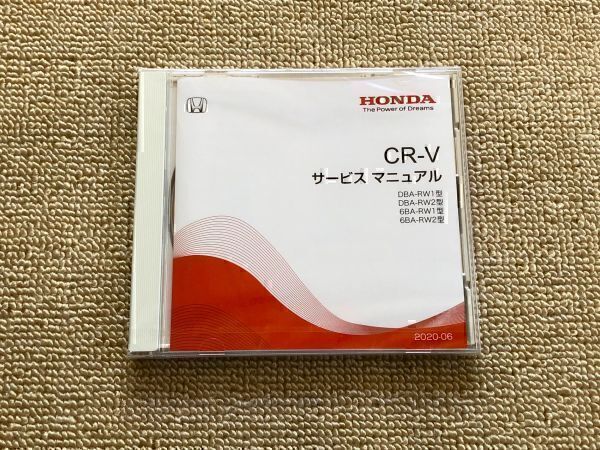 HONDA
The Power of Dreams
CR-V
サービス マニュアル
DBA-RW1型
DBA-RW2型
6BA-RW1型
6BA-RW2型
2020-06